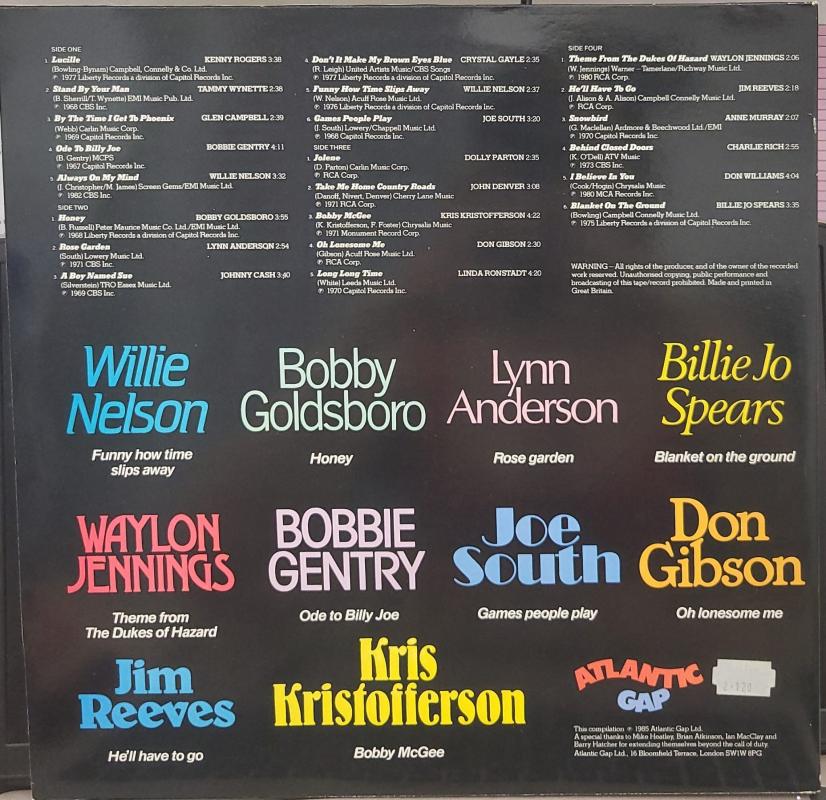 SIDE ONE
1. Lucille KENNY ROGERS 3:38
(Bowling-Bynam) Campbell, Connelly & Co. Ltd.
℗ 1977 Liberty Records a division of Capitol Records Inc.
2. Stand By Your Man TAMMY WYNETTE 2:38
(B. Sherrill/T. Wynette) EMI Music Pub. Ltd.
℗ 1968 CBS Inc.
3. By The Time I Get To Phoenix GLEN CAMPBELL 2:39
(Webb) Carlin Music Corp.
℗ 1969 Capitol Records Inc.
4. Ode To Billy Joe BOBBIE GENTRY 4:11
(B. Gentry) MCPS
℗ 1967 Capitol Records Inc.
5. Always On My Mind WILLIE NELSON 3:32
(J. Christopher/M. James) Screen Gems/EMI Music Ltd.
℗ 1982 CBS Inc.
SIDE TWO
1. Honey BOBBY GOLDSBORO 3:55
(B. Russell) Peter Maurice Music Co. Ltd./EMI Music Ltd.
℗ 1968 Liberty Records a division of Capitol Records Inc.
2. Rose Garden LYNN ANDERSON 2:54
(South) Lowery Music Ltd.
℗ 1971 CBS Inc.
3. A Boy Named Sue JOHNNY CASH 3:40
(Silverstein) TRO Essex Music Ltd.
℗ 1969 CBS Inc.
4. Don't It Make My Brown Eyes Blue CRYSTAL GAYLE 2:35
(R. Leigh) United Artists Music/CBS Songs
℗ 1977 Liberty Records a division of Capitol Records Inc.
5. Funny How Time Slips Away WILLIE NELSON 2:37
(W. Nelson) Acuff Rose Music Ltd.
℗ 1976 Liberty Records a division of Capitol Records Inc.
6. Games People Play JOE SOUTH 3:20
(J. South) Lowery/Chappell Music Ltd.
℗ 1968 Capitol Records Inc.
SIDE THREE
1. Jolene DOLLY PARTON 2:35
(D. Parton) Carlin Music Corp.
℗ RCA Corp.
2. Take Me Home Country Roads JOHN DENVER 3:08
(Danoff, Nivert, Denver) Cherry Lane Music
℗ 1971 RCA Corp.
3. Bobby McGee KRIS KRISTOFFERSON 4:22
(K. Kristofferson, F. Foster) Chrysalis Music
℗ 1971 Monument Record Corp.
4. Oh Lonesome Me DON GIBSON 2:30
(Gibson) Acuff Rose Music Ltd.
℗ RCA Corp.
5. Long Long Time LINDA RONSTADT 4:20
(White) Leeds Music Ltd.
℗ 1970 Capitol Records Inc.
SIDE FOUR
1. Theme From The Dukes Of Hazard WAYLON JENNINGS 2:06
(W. Jennings) Warner – Tamerlane/Richway Music Ltd.
℗ 1980 RCA Corp.
2. He'll Have To Go JIM REEVES 2:18
(J. Alison & A. Alison) Campbell Connelly Music Ltd.
℗ RCA Corp.
3. Snowbird ANNE MURRAY 2:07
(G. Maclellan) Ardmore & Beechwood Ltd./EMI
℗ 1970 Capitol Records Inc.
4. Behind Closed Doors CHARLIE RICH 2:55
(K. O'Dell) ATV Music
℗ 1973 CBS Inc.
5. I Believe In You DON WILLIAMS 4:04
(Cook/Hogin) Chrysalis Music
℗ 1980 MCA Records Inc.
6. Blanket On The Ground BILLIE JO SPEARS 3:35
(Bowling) Campbell Connelly Music Ltd.
℗ 1975 Liberty Records a division of Capitol Records Inc.
WARNING – All rights of the producer, and of the owner of the recorded
work reserved. Unauthorised copying, public performance and
broadcasting of this tape/record prohibited. Made and printed in
Great Britain.
Willie
Nelson
Funny how time
slips away
Bobby
Goldsboro
Honey
Lynn
Anderson
Rose garden
Billie Jo
Spears
Blanket on the ground
WAYLON
JENNINGS
Theme from
The Dukes of Hazard
BOBBIE
GENTRY
Ode to Billy Joe
Joe
South
Games people play
Don
Gibson
Oh lonesome me
Jim
Reeves
He'll have to go
Kris
Kristofferson
Bobby McGee
ATLANTIC
GAP
This compilation ℗ 1985 Atlantic Gap Ltd.
A special thanks to Mike Heatley, Brian Atkinson, Ian MacClay and
Barry Hatcher for extending themselves beyond the call of duty.
Atlantic Gap Ltd., 16 Bloomfield Terrace, London SW1W 8PG